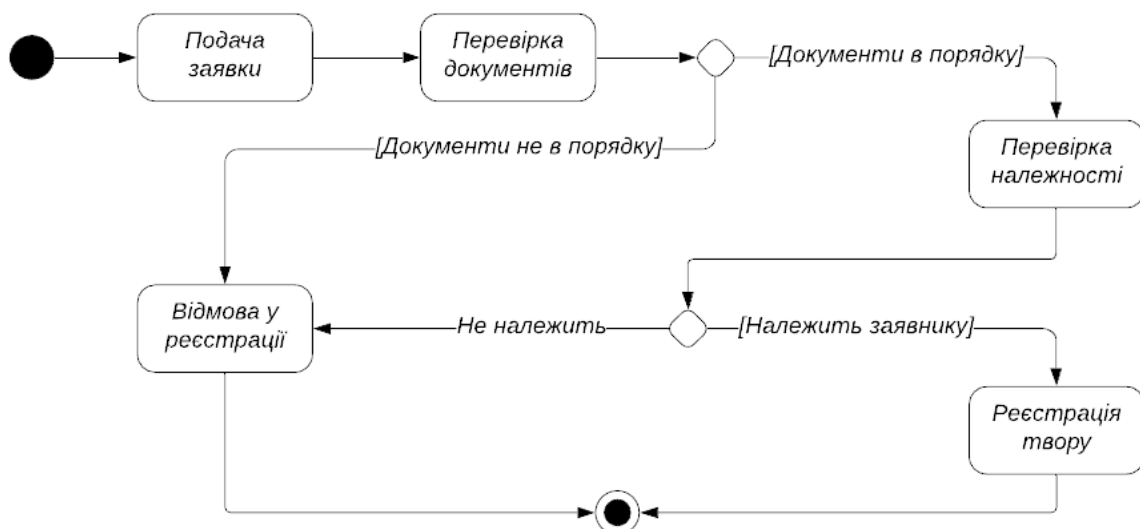 Подача
заявки
Перевірка
документів
[Документи в порядку]
[Документи не в порядку]
Перевірка
належності
Відмова у
реєстрації
Не належить
[Належить заявнику]
Реєстрація
твору